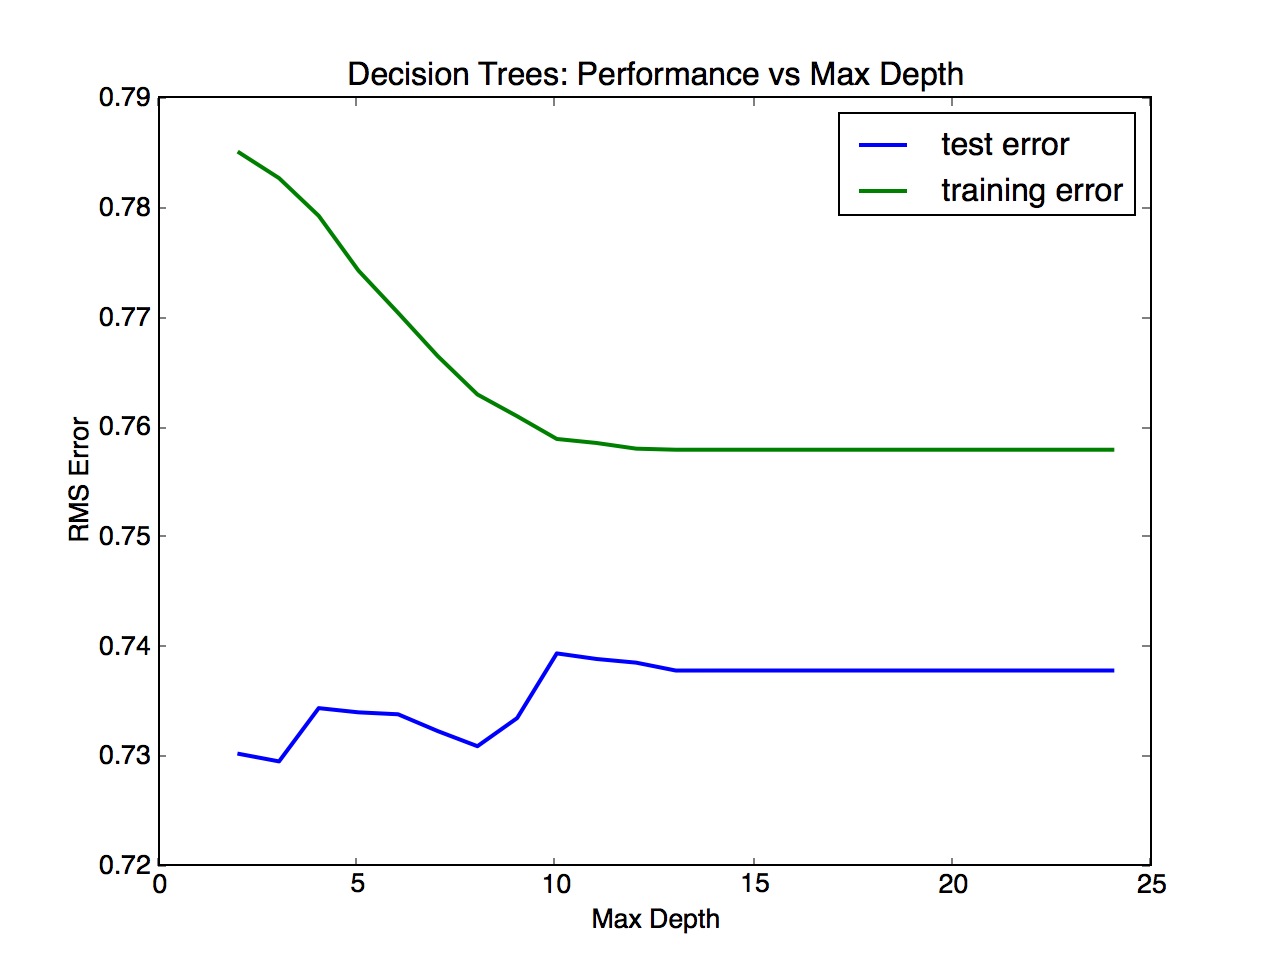 Decision Trees: Performance vs Max Depth
0.79
0.78
0.77
0.76
0.75
0.74
0.73
0.72
RMS Error
test error
training error
0 5 10 15 20 25
Max Depth